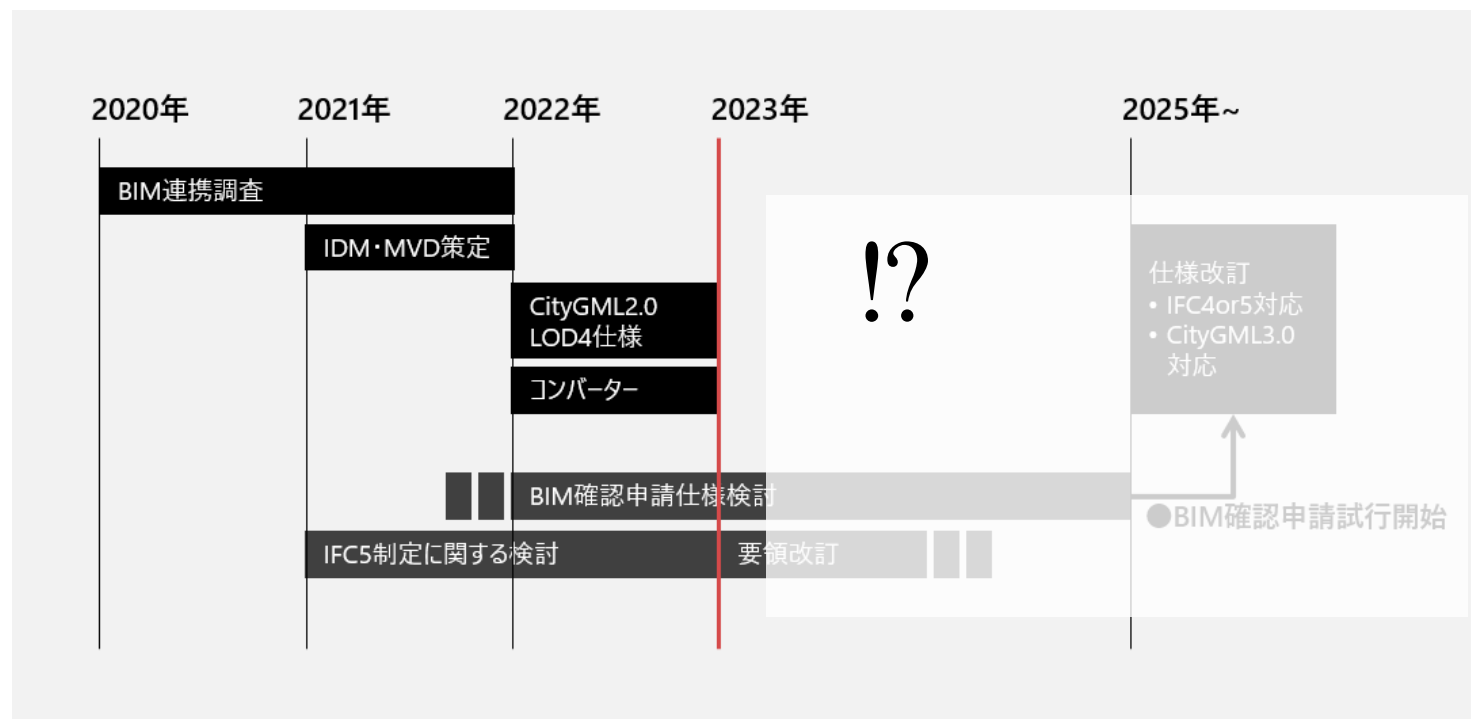 2020年
2021年
2022年
2023年
2025年~
BIM連携調査
IDM・MVD策定
CityGML2.0
LOD4仕様
コンバーター
!?
仕様改訂
• IFC4or5対応
• CityGML3.0
対応
BIM確認申請仕様検討
●BIM確認申請試行開始
IFC5制定に関する検討
要領改訂